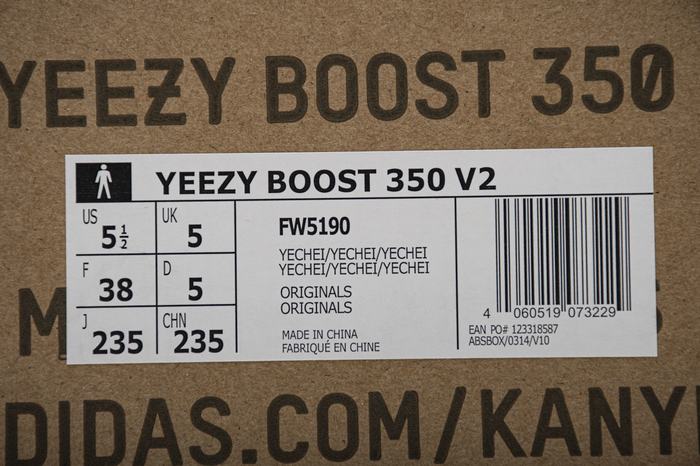 YEEZY BOOST 350
YEEZY BOOST 350 V2
US 5½
UK 5
F 38
D 5
J 235
CHN 235
FW5190
YECHEI/YECHEI/YECHEI
YECHEI/YECHEI/YECHEI
ORIGINALS
ORIGINALS
MADE IN CHINA
FABRIQUÉ EN CHINE
4 060519 073229
EAN PO# 123318587
ABSBOX/0314/V10
DIDAS.COM/KANY